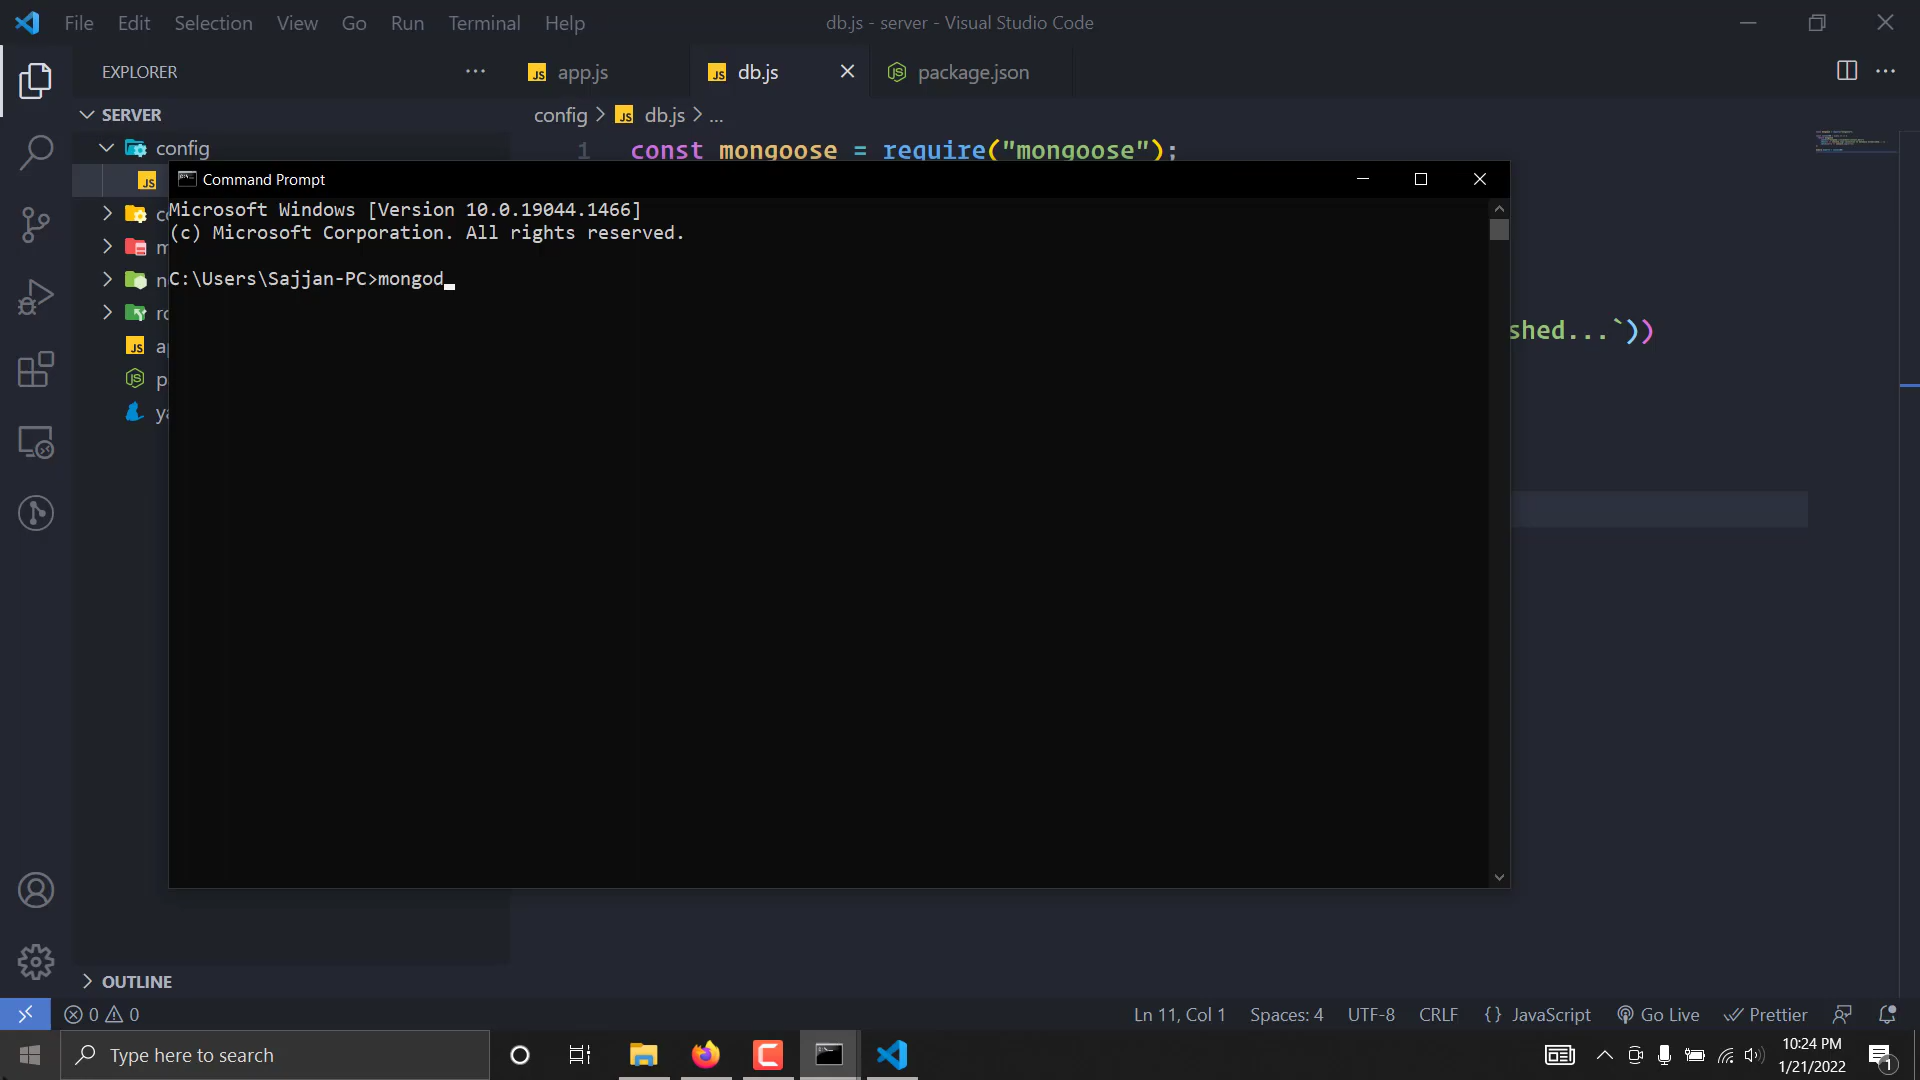 File Edit Selection View Go Run Terminal Help
db.js - server - Visual Studio Code
EXPLORER
app.js
db.js
package.json
SERVER
config > db.js > ...
config
1 const mongoose = require("mongoose");
Command Prompt
Microsoft Windows [Version 10.0.19044.1466]
(c) Microsoft Corporation. All rights reserved.
C:\Users\Sajjan-PC>mongod
shed...`))
OUTLINE
0 0
Ln 11, Col 1 Spaces: 4 UTF-8 CRLF {} JavaScript Go Live Prettier
Type here to search
10:24 PM
1/21/2022
1